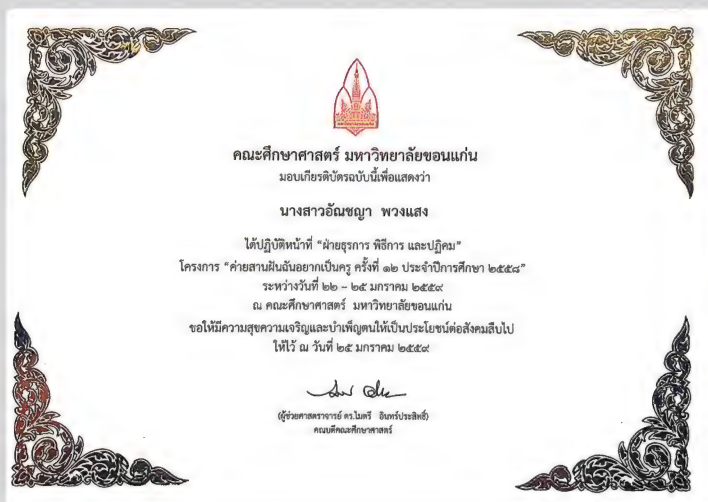 คณะศึกษาศาสตร์ มหาวิทยาลัยขอนแก่น
มอบเกียรติบัตรฉบับนี้เพื่อแสดงว่า
นางสาวอัณชญา พวงแสง
ได้ปฏิบัติหน้าที่ “ฝ่ายธุรการ พิธีการ และปฏิคม”
โครงการ “ค่ายสานฝันฉันอยากเป็นครู ครั้งที่ ๑๒ ประจำปีการศึกษา ๒๕๕๘”
ระหว่างวันที่ ๒๒ – ๒๕ มกราคม ๒๕๕๙
ณ คณะศึกษาศาสตร์ มหาวิทยาลัยขอนแก่น
ขอให้มีความสุขความเจริญและบำเพ็ญตนให้เป็นประโยชน์ต่อสังคมสืบไป
ให้ไว้ ณ วันที่ ๒๕ มกราคม ๒๕๕๙
(ผู้ช่วยศาสตราจารย์ ดร.ไมตรี อินทร์ประสิทธิ์)
คณบดีคณะศึกษาศาสตร์